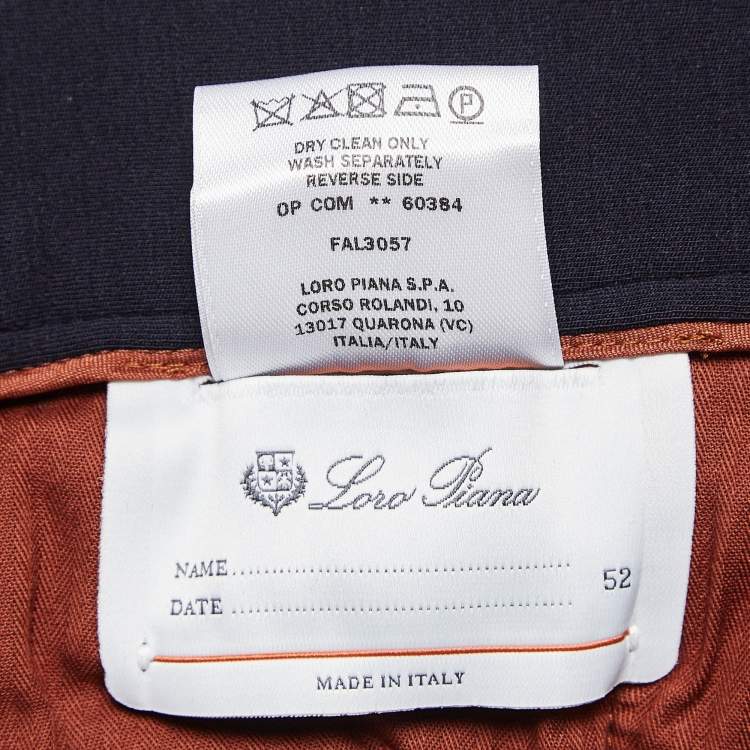 P
DRY CLEAN ONLY
WASH SEPARATELY
REVERSE SIDE
OP COM ** 60384
FAL3057
LORO PIANA S.P.A.
CORSO ROLANDI, 10
13017 QUARONA (VC)
ITALIA/ITALY
Loro Piana
NAME
52
DATE
MADE IN ITALY